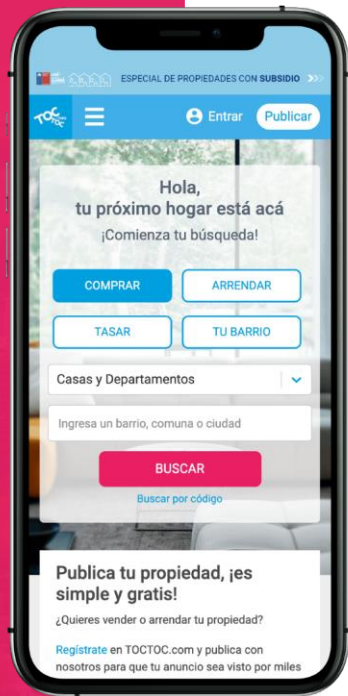 ESPECIAL DE PROPIEDADES CON SUBSIDIO >>>
TOC TOC
Entrar
Publicar
Hola,
tu próximo hogar está acá
¡Comienza tu búsqueda!
COMPRAR
ARRENDAR
TASAR
TU BARRIO
Casas y Departamentos
Ingresa un barrio, comuna o ciudad
BUSCAR
Buscar por código
Publica tu propiedad, ¡es
simple y gratis!
¿Quieres vender o arrendar tu propiedad?
Regístrate en TOCTOC.com y publica con
nosotros para que tu anuncio sea visto por miles